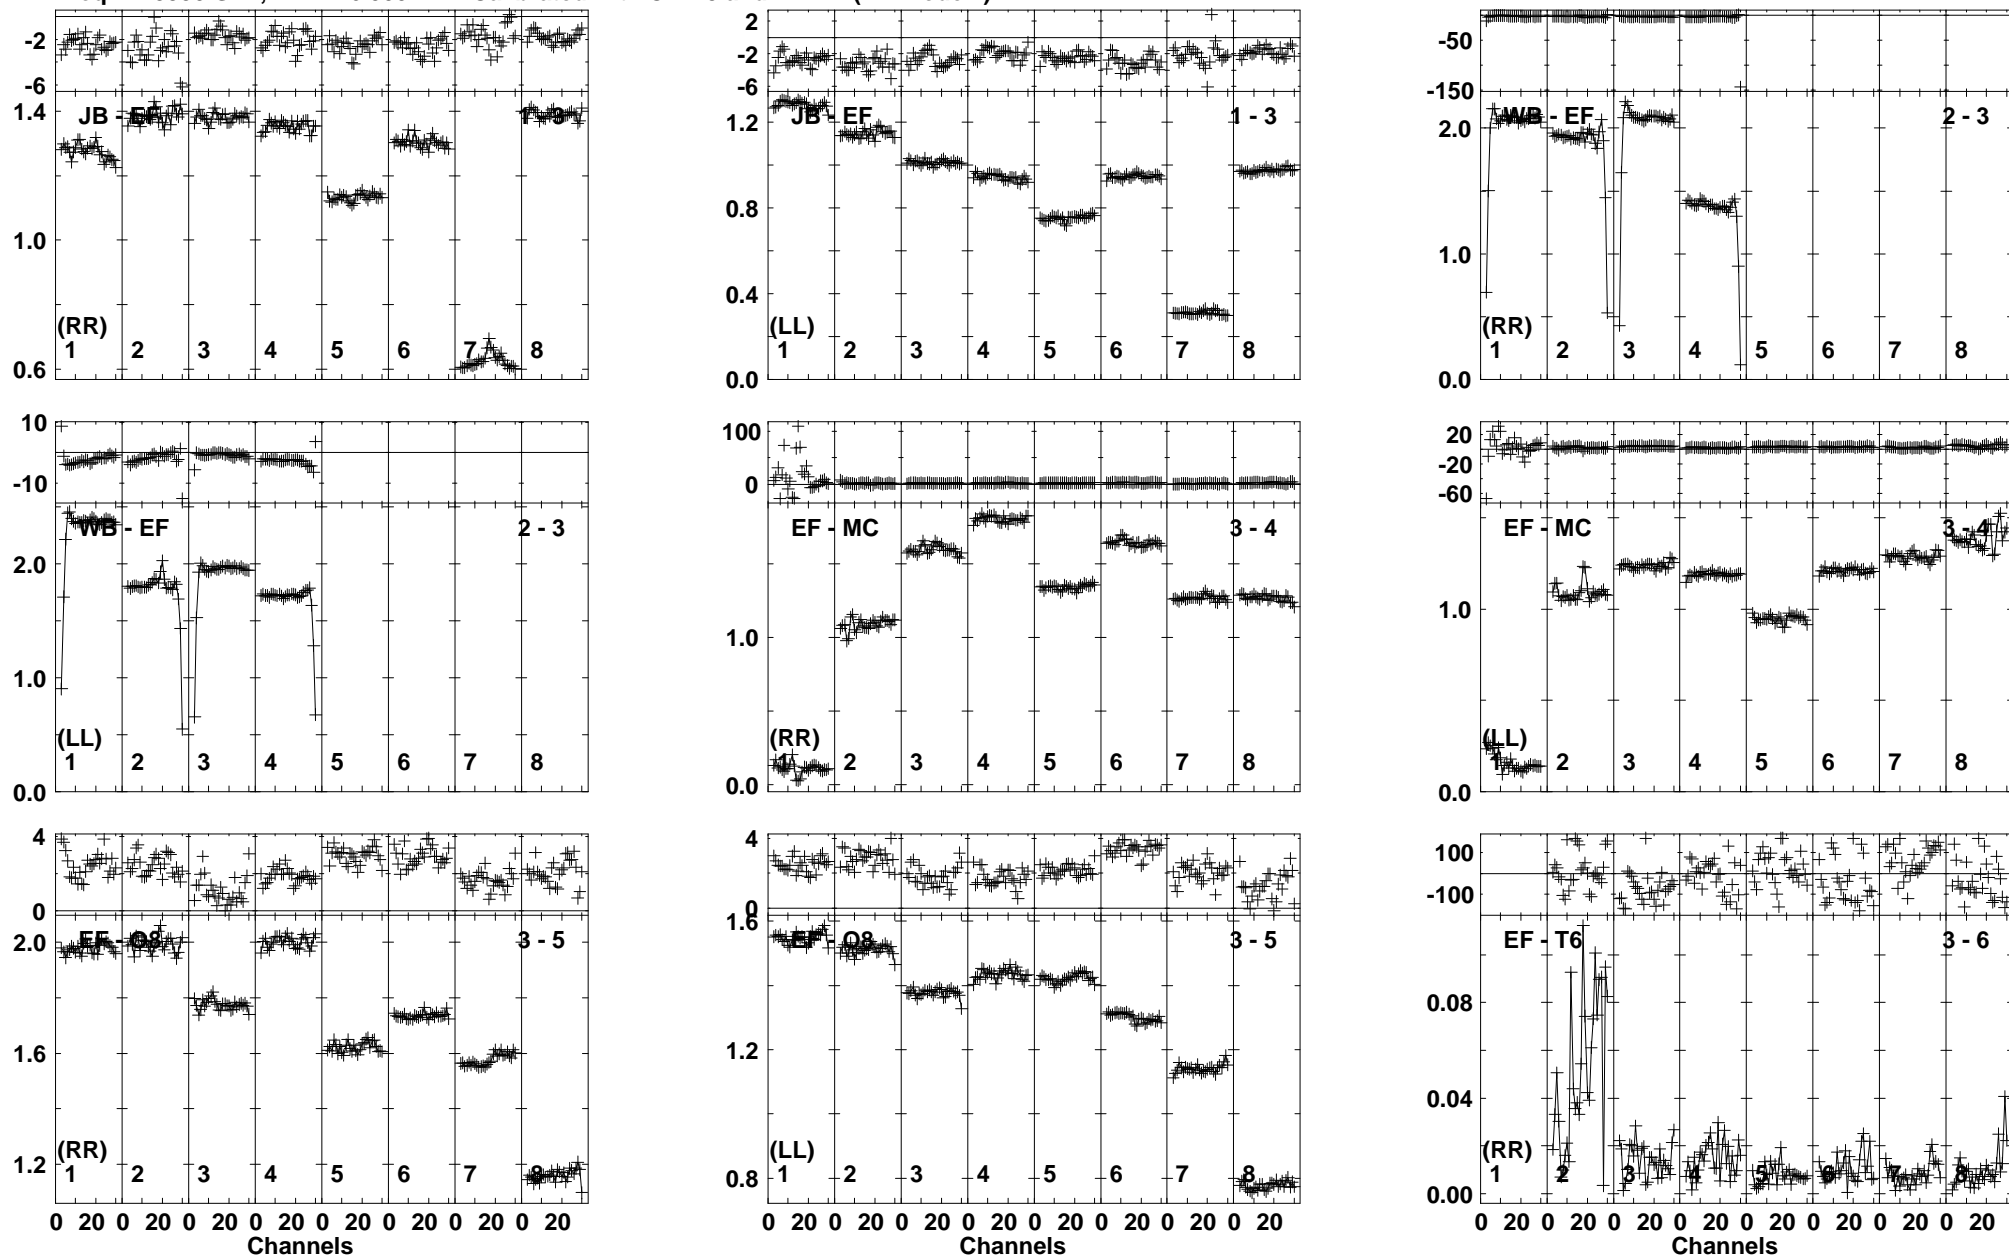 -2
-6
JB - EF
1 - 3
1.4
1.0
0.6
(RR)
1 2 3 4 5 6 7 8
2
-2
-6
JB - EF
1 - 3
1.2
0.8
0.4
0.0
(LL)
1 2 3 4 5 6 7 8
-50
-150
WB - EF
2 - 3
2.0
1.0
0.0
(RR)
1 2 3 4 5 6 7 8
10
-10
WB - EF
2 - 3
2.0
1.0
0.0
(LL)
1 2 3 4 5 6 7 8
100
0
EF - MC
3 - 4
1.0
0.0
(RR)
1 2 3 4 5 6 7 8
20
-20
-60
EF - MC
3 - 4
1.0
0.0
(LL)
1 2 3 4 5 6 7 8
4
0
EF - O8
3 - 5
2.0
1.6
1.2
(RR)
1 2 3 4 5 6 7 8
0 20 0 20 0 20 0 20 0 20 0 20 0 20 0 20
Channels
4
0
EF - O8
3 - 5
1.6
1.2
0.8
(LL)
1 2 3 4 5 6 7 8
0 20 0 20 0 20 0 20 0 20 0 20 0 20 0 20
Channels
100
-100
EF - T6
3 - 6
0.08
0.04
0.00
(RR)
1 2 3 4 5 6 7 8
0 20 0 20 0 20 0 20 0 20 0 20 0 20 0 20
Channels